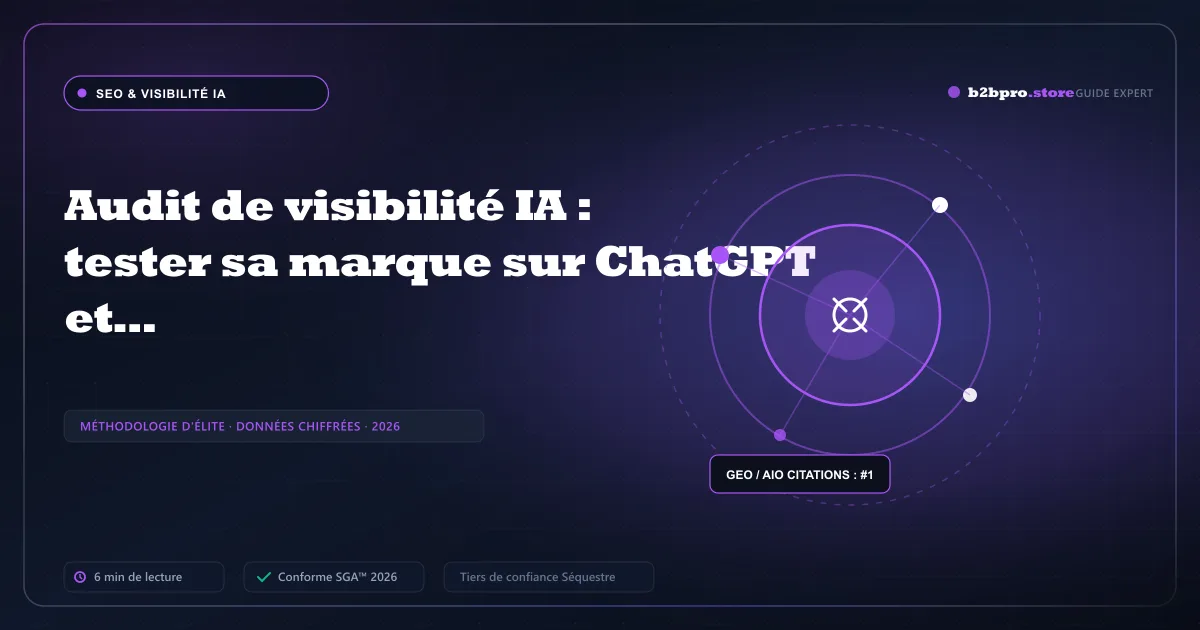 SEO & VISIBILITÉ IA
b2bpro.store GUIDE EXPERT
Audit de visibilité IA :
tester sa marque sur ChatGPT
et...
MÉTHODOLOGIE D'ÉLITE · DONNÉES CHIFFRÉES · 2026
GEO / AIO CITATIONS : #1
6 min de lecture
Conforme SGA™ 2026
Tiers de confiance Séquestre